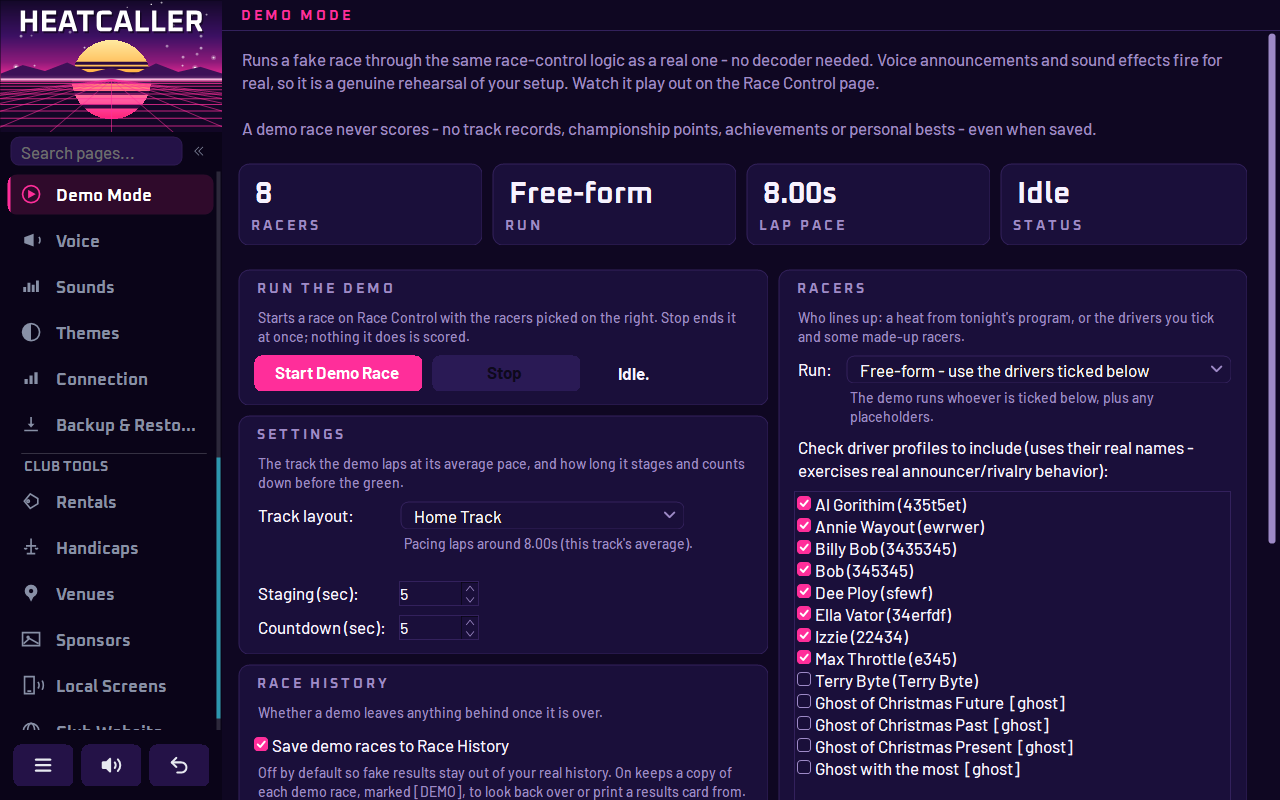 HEATCALLER
Search pages...
Demo Mode
Voice
Sounds
Themes
Connection
Backup & Resto...
CLUB TOOLS
Rentals
Handicaps
Venues
Sponsors
Local Screens
Club Website
DEMO MODE
Runs a fake race through the same race-control logic as a real one - no decoder needed. Voice announcements and sound effects fire for
real, so it is a genuine rehearsal of your setup. Watch it play out on the Race Control page.
A demo race never scores - no track records, championship points, achievements or personal bests - even when saved.
8
RACERS
Free-form
RUN
8.00s
LAP PACE
Idle
STATUS
RUN THE DEMO
Starts a race on Race Control with the racers picked on the right. Stop ends it
at once; nothing it does is scored.
Start Demo Race
Stop
Idle.
SETTINGS
The track the demo laps at its average pace, and how long it stages and counts
down before the green.
Track layout:
Home Track
Pacing laps around 8.00s (this track's average).
Staging (sec):
5
Countdown (sec):
5
RACE HISTORY
Whether a demo leaves anything behind once it is over.
Save demo races to Race History
Off by default so fake results stay out of your real history. On keeps a copy of
each demo race, marked [DEMO], to look back over or print a results card from.
RACERS
Who lines up: a heat from tonight's program, or the drivers you tick
and some made-up racers.
Run:
Free-form - use the drivers ticked below
The demo runs whoever is ticked below, plus any
placeholders.
Check driver profiles to include (uses their real names -
exercises real announcer/rivalry behavior):
Al Gorithim (435t5et)
Annie Wayout (ewrwer)
Billy Bob (3435345)
Bob (345345)
Dee Ploy (sfewf)
Ella Vator (34erfdf)
Izzie (22434)
Max Throttle (e345)
Terry Byte (Terry Byte)
Ghost of Christmas Future [ghost]
Ghost of Christmas Past [ghost]
Ghost of Christmas Present [ghost]
Ghost with the most [ghost]